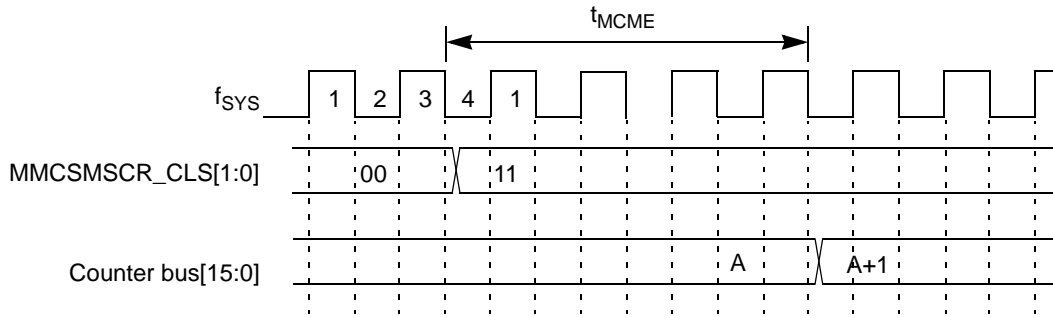 tMCME
fSYS 1 2 3 4 1
MMCSMSCR_CLS[1:0] 00 11
Counter bus[15:0] A A+1